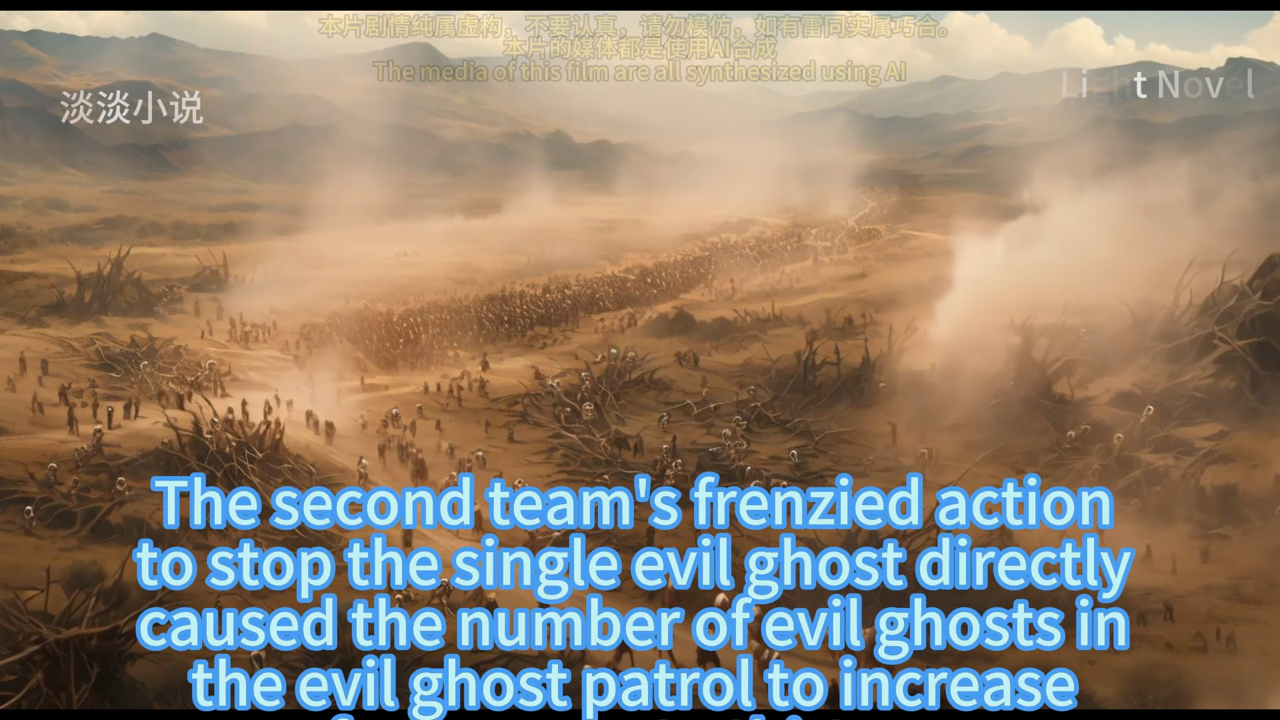 本片剧情纯属虚构，不要认真，请勿模仿，如有雷同实属巧合。
本片的媒体都是使用AI合成
The media of this film are all synthesized using AI
淡淡小说
Light Novel
The second team's frenzied action
to stop the single evil ghost directly
caused the number of evil ghosts in
the evil ghost patrol to increase